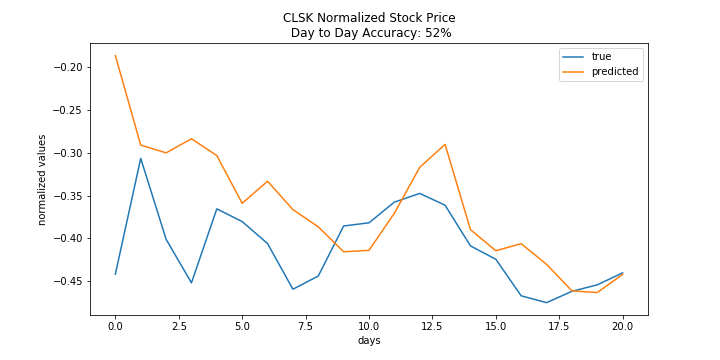 CLSK Normalized Stock Price
Day to Day Accuracy: 52%
true
predicted
normalized values
−0.20
−0.25
−0.30
−0.35
−0.40
−0.45
0.0 2.5 5.0 7.5 10.0 12.5 15.0 17.5 20.0
days